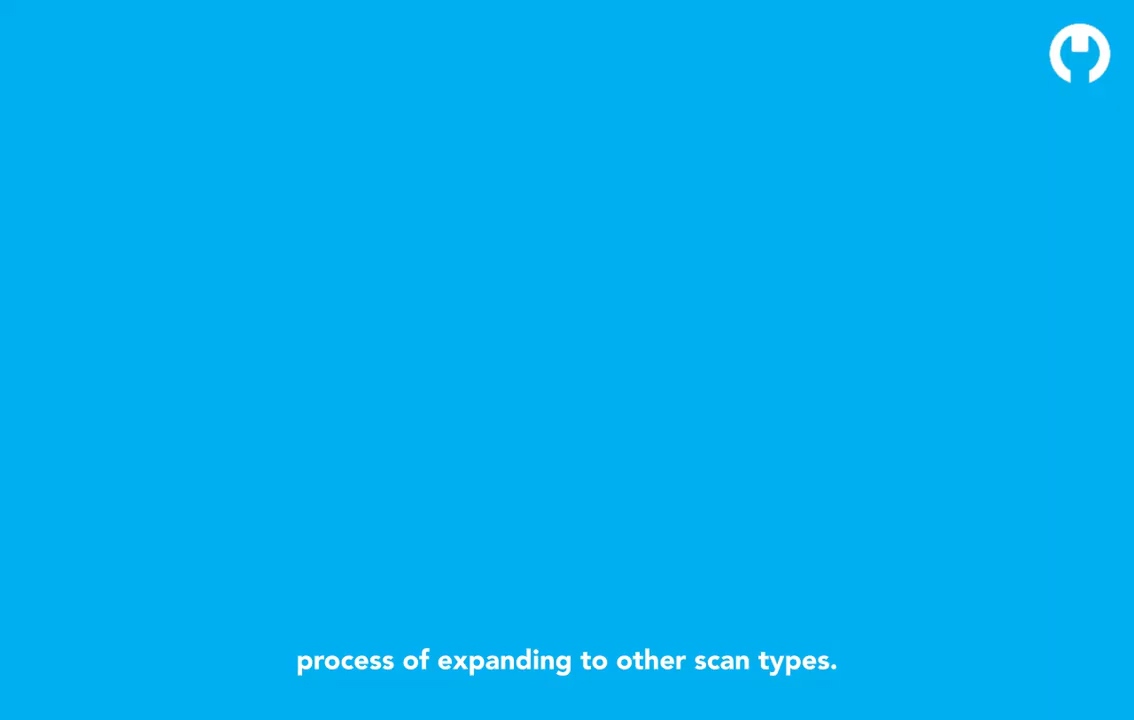 process of expanding to other scan types.